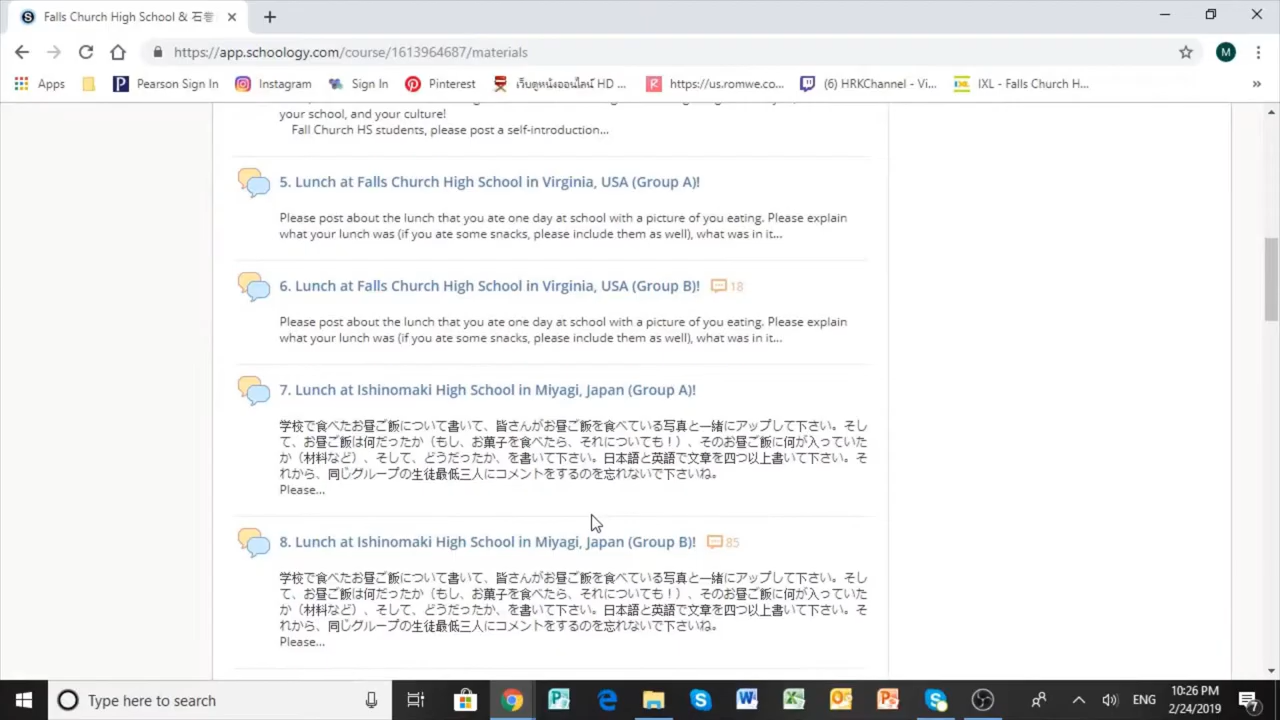 Falls Church High School & 石巻
https://app.schoology.com/course/1613964687/materials
M
Apps
Pearson Sign In
Instagram
Sign In
Pinterest
เว็บดูหนังออนไลน์ HD ...
https://us.romwe.co...
(6) HRKChannel - Vi...
IXL - Falls Church H...
your school, and your culture!
Fall Church HS students, please post a self-introduction...
5. Lunch at Falls Church High School in Virginia, USA (Group A)!
Please post about the lunch that you ate one day at school with a picture of you eating. Please explain
what your lunch was (if you ate some snacks, please include them as well), what was in it...
6. Lunch at Falls Church High School in Virginia, USA (Group B)! 18
Please post about the lunch that you ate one day at school with a picture of you eating. Please explain
what your lunch was (if you ate some snacks, please include them as well), what was in it...
7. Lunch at Ishinomaki High School in Miyagi, Japan (Group A)!
学校で食べたお昼ご飯について書いて、皆さんがお昼ご飯を食べている写真と一緒にアップして下さい。そし
て、お昼ご飯は何だったか（もし、お菓子を食べたら、それについても！）、そのお昼ご飯に何が入っていた
か（材料など）、そして、どうだったか、を書いて下さい。日本語と英語で文章を四つ以上書いて下さい。そ
れから、同じグループの生徒最低三人にコメントをするのを忘れないで下さいね。
Please...
8. Lunch at Ishinomaki High School in Miyagi, Japan (Group B)! 85
学校で食べたお昼ご飯について書いて、皆さんがお昼ご飯を食べている写真と一緒にアップして下さい。そし
て、お昼ご飯は何だったか（もし、お菓子を食べたら、それについても！）、そのお昼ご飯に何が入っていた
か（材料など）、そして、どうだったか、を書いて下さい。日本語と英語で文章を四つ以上書いて下さい。そ
れから、同じグループの生徒最低三人にコメントをするのを忘れないで下さいね。
Please...
Type here to search
ENG
10:26 PM
2/24/2019
7